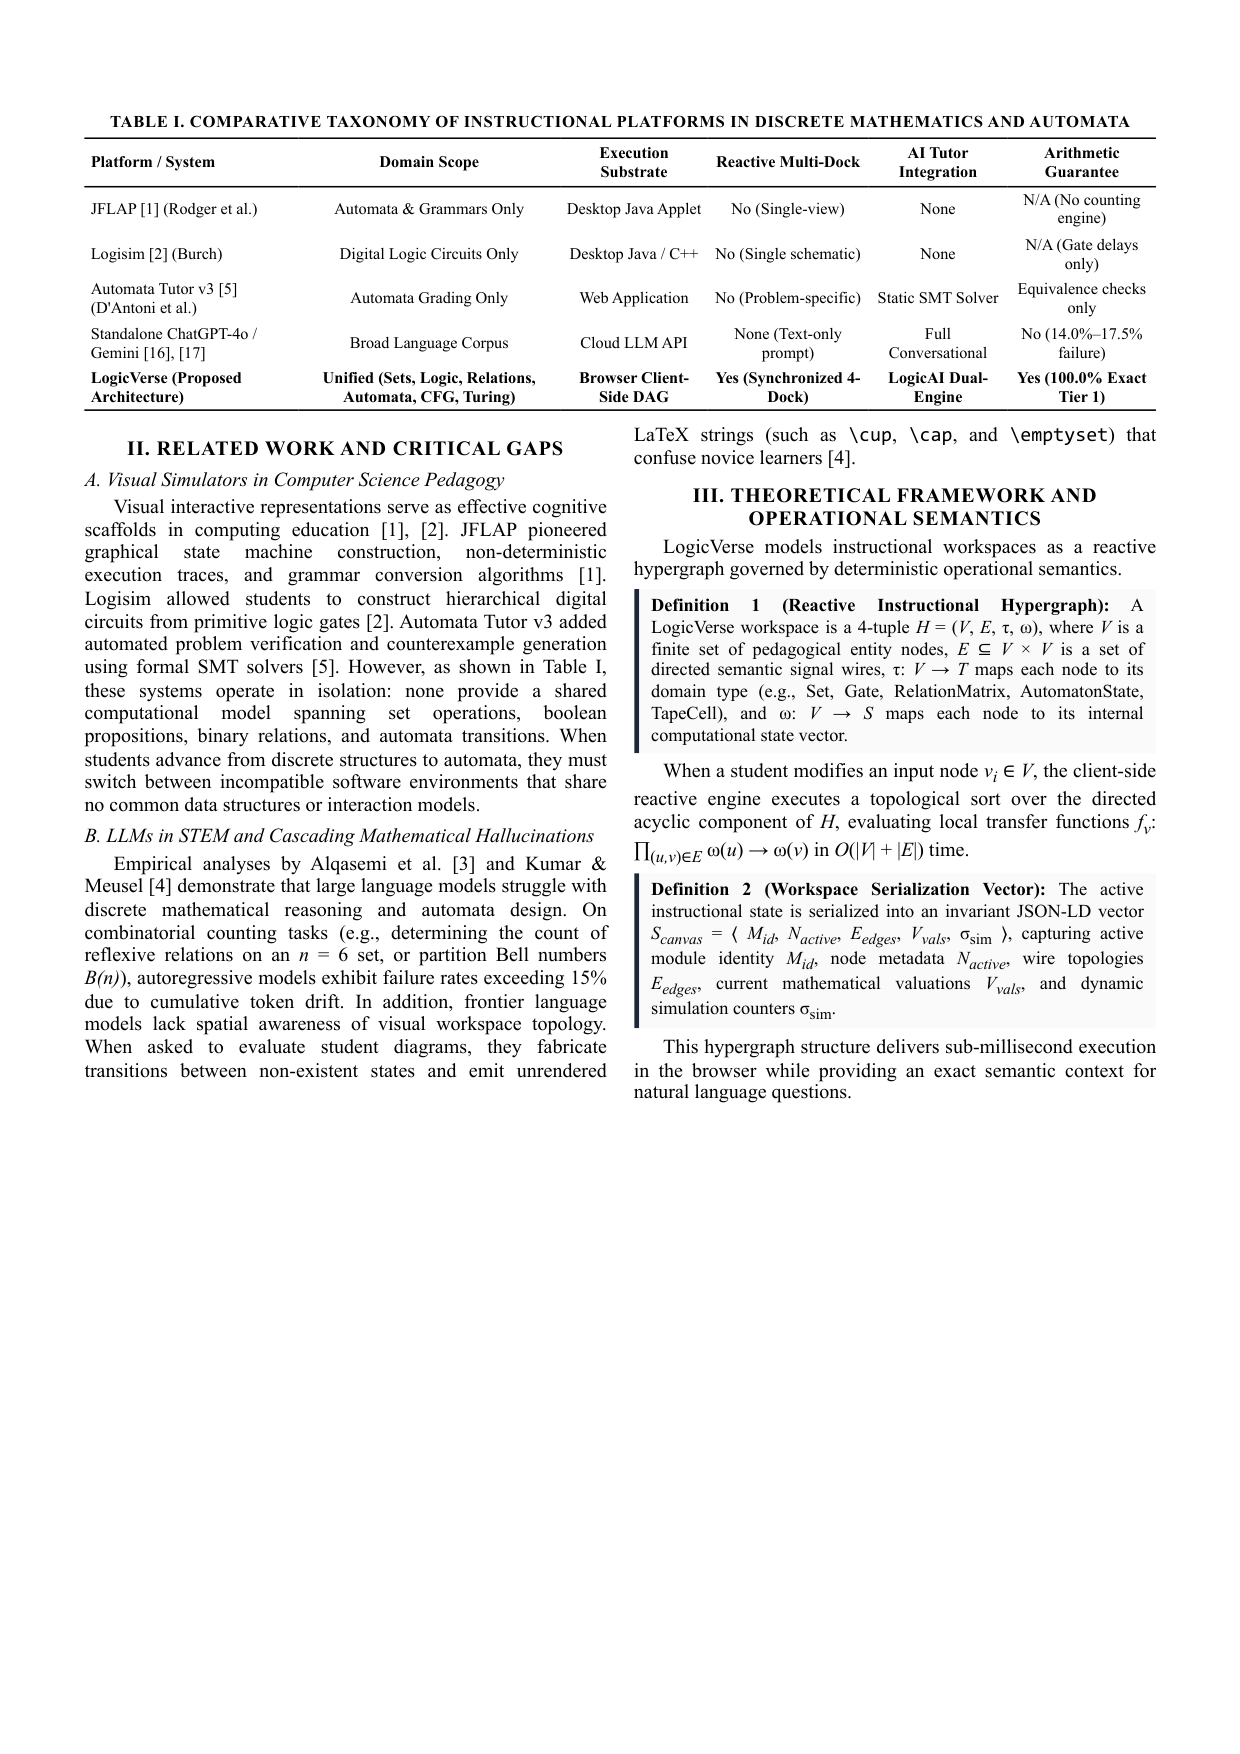 TABLE I. COMPARATIVE TAXONOMY OF INSTRUCTIONAL PLATFORMS IN DISCRETE MATHEMATICS AND AUTOMATA
Platform / System Domain Scope Execution Substrate Reactive Multi-Dock AI Tutor Integration Arithmetic Guarantee
JFLAP [1] (Rodger et al.) Automata & Grammars Only Desktop Java Applet No (Single-view) None N/A (No counting engine)
Logisim [2] (Burch) Digital Logic Circuits Only Desktop Java / C++ No (Single schematic) None N/A (Gate delays only)
Automata Tutor v3 [5] (D'Antoni et al.) Automata Grading Only Web Application No (Problem-specific) Static SMT Solver Equivalence checks only
Standalone ChatGPT-4o / Gemini [16], [17] Broad Language Corpus Cloud LLM API None (Text-only prompt) Full Conversational No (14.0%–17.5% failure)
LogicVerse (Proposed Architecture) Unified (Sets, Logic, Relations, Automata, CFG, Turing) Browser Client-Side DAG Yes (Synchronized 4-Dock) LogicAI Dual-Engine Yes (100.0% Exact Tier 1)
II. RELATED WORK AND CRITICAL GAPS
A. Visual Simulators in Computer Science Pedagogy
Visual interactive representations serve as effective cognitive
scaffolds in computing education [1], [2]. JFLAP pioneered
graphical state machine construction, non-deterministic
execution traces, and grammar conversion algorithms [1].
Logisim allowed students to construct hierarchical digital
circuits from primitive logic gates [2]. Automata Tutor v3 added
automated problem verification and counterexample generation
using formal SMT solvers [5]. However, as shown in Table I,
these systems operate in isolation: none provide a shared
computational model spanning set operations, boolean
propositions, binary relations, and automata transitions. When
students advance from discrete structures to automata, they must
switch between incompatible software environments that share
no common data structures or interaction models.
B. LLMs in STEM and Cascading Mathematical Hallucinations
Empirical analyses by Alqasemi et al. [3] and Kumar &
Meusel [4] demonstrate that large language models struggle with
discrete mathematical reasoning and automata design. On
combinatorial counting tasks (e.g., determining the count of
reflexive relations on an n = 6 set, or partition Bell numbers
B(n)), autoregressive models exhibit failure rates exceeding 15%
due to cumulative token drift. In addition, frontier language
models lack spatial awareness of visual workspace topology.
When asked to evaluate student diagrams, they fabricate
transitions between non-existent states and emit unrendered
LaTeX strings (such as \cup, \cap, and \emptyset) that
confuse novice learners [4].
III. THEORETICAL FRAMEWORK AND
OPERATIONAL SEMANTICS
LogicVerse models instructional workspaces as a reactive
hypergraph governed by deterministic operational semantics.
Definition 1 (Reactive Instructional Hypergraph): A
LogicVerse workspace is a 4-tuple H = (V, E, τ, ω), where V is a
finite set of pedagogical entity nodes, E ⊆ V × V is a set of
directed semantic signal wires, τ: V → T maps each node to its
domain type (e.g., Set, Gate, RelationMatrix, AutomatonState,
TapeCell), and ω: V → S maps each node to its internal
computational state vector.
When a student modifies an input node v_i ∈ V, the client-side
reactive engine executes a topological sort over the directed
acyclic component of H, evaluating local transfer functions f_v:
∏_(u,v)∈E ω(u) → ω(v) in O(|V| + |E|) time.
Definition 2 (Workspace Serialization Vector): The active
instructional state is serialized into an invariant JSON-LD vector
S_canvas = ⟨ M_id, N_active, E_edges, V_vals, σ_sim ⟩, capturing active
module identity M_id, node metadata N_active, wire topologies
E_edges, current mathematical valuations V_vals, and dynamic
simulation counters σ_sim.
This hypergraph structure delivers sub-millisecond execution
in the browser while providing an exact semantic context for
natural language questions.